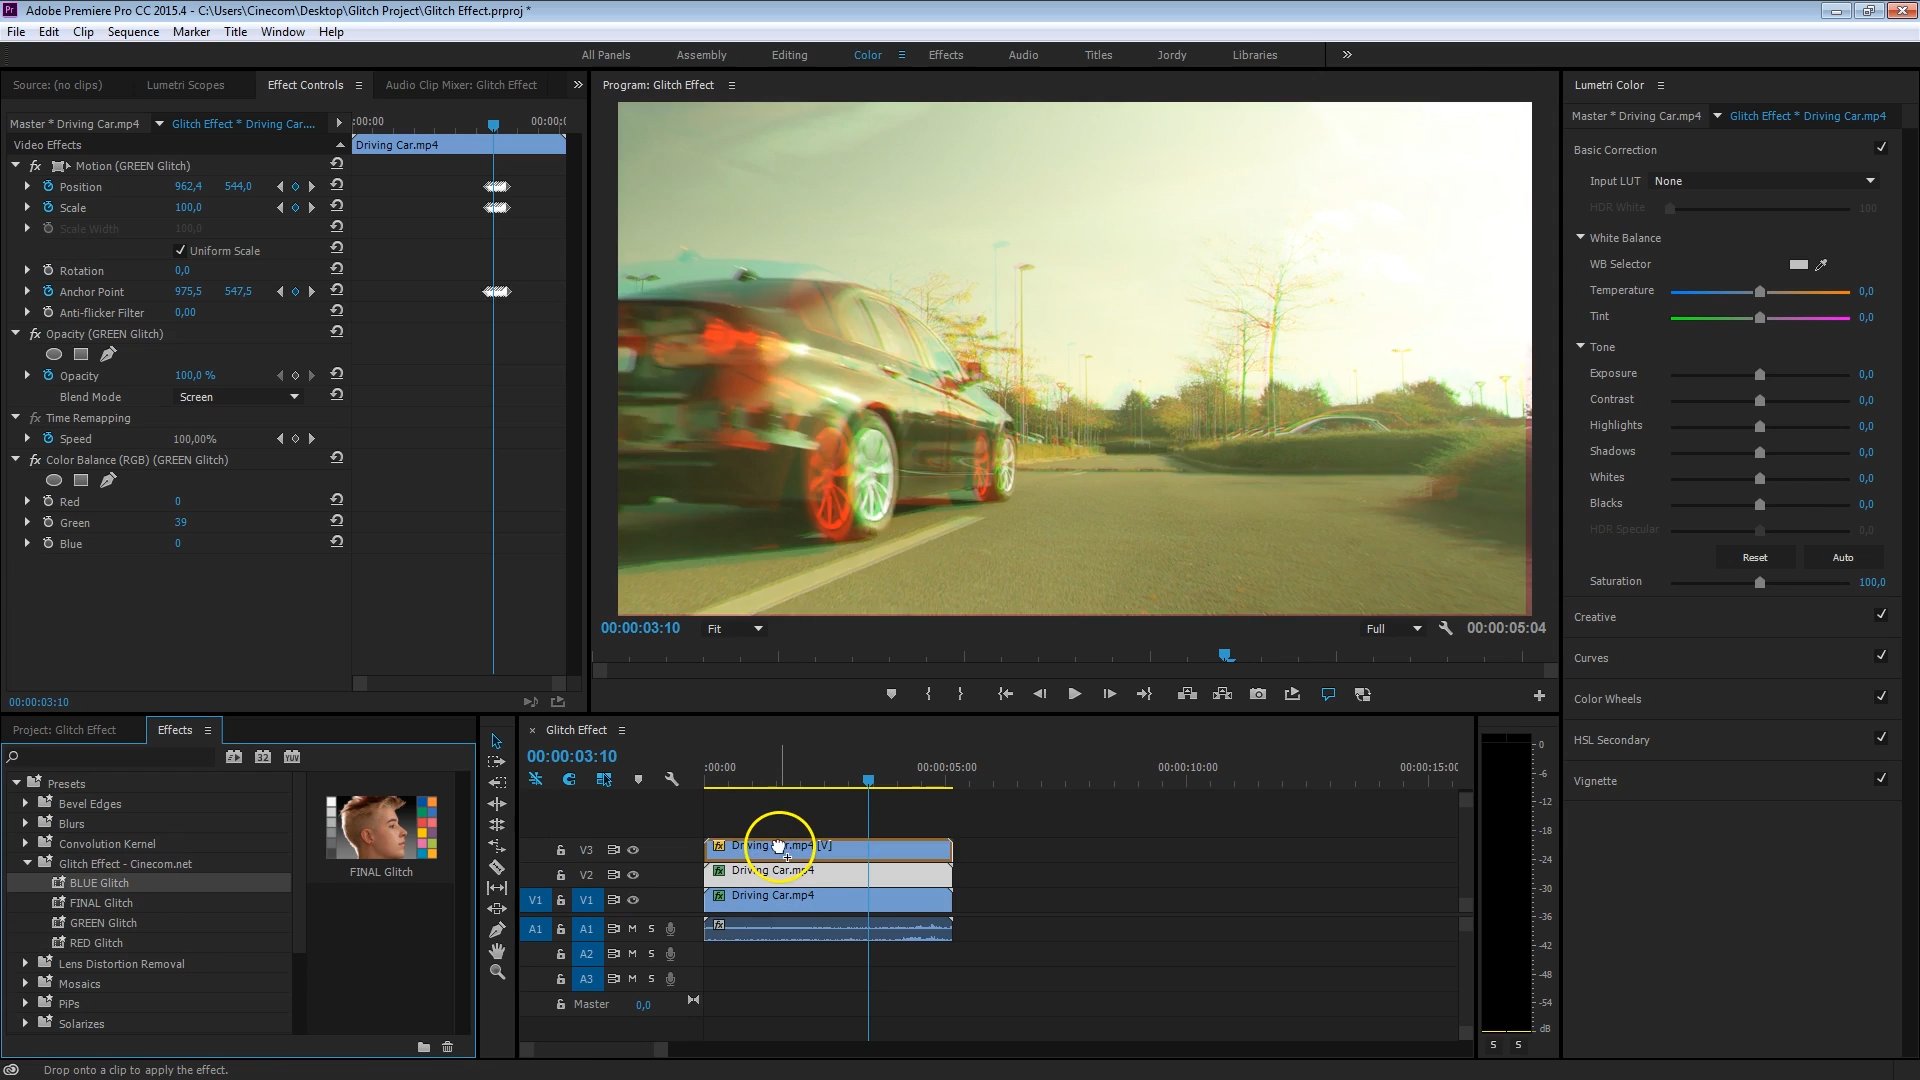 Adobe Premiere Pro CC 2015.4 - C:\Users\Cinecom\Desktop\Glitch Project\Glitch Effect.prproj *
File Edit Clip Sequence Marker Title Window Help
All Panels Assembly Editing Color Effects Audio Titles Jordy Libraries
Source: (no clips) Lumetri Scopes Effect Controls Audio Clip Mixer: Glitch Effect
Master * Driving Car.mp4 Glitch Effect * Driving Car....
:00:00 00:00:(
Video Effects
Driving Car.mp4
fx Motion (GREEN Glitch)
Position 962,4 544,0
Scale 100,0
Scale Width 100,0
Uniform Scale
Rotation 0,0
Anchor Point 975,5 547,5
Anti-flicker Filter 0,00
fx Opacity (GREEN Glitch)
Opacity 100,0 %
Blend Mode Screen
fx Time Remapping
Speed 100,00%
fx Color Balance (RGB) (GREEN Glitch)
Red 0
Green 39
Blue 0
00:00:03:10
Program: Glitch Effect
00:00:03:10 Fit Full 00:00:05:04
Lumetri Color
Master * Driving Car.mp4 Glitch Effect * Driving Car.mp4
Basic Correction
Input LUT None
HDR White 100
White Balance
WB Selector
Temperature 0,0
Tint 0,0
Tone
Exposure 0,0
Contrast 0,0
Highlights 0,0
Shadows 0,0
Whites 0,0
Blacks 0,0
HDR Specular 0,0
Reset Auto
Saturation 100,0
Creative
Curves
Color Wheels
HSL Secondary
Vignette
Project: Glitch Effect Effects
32 YUV
Presets
Bevel Edges
Blurs
Convolution Kernel
Glitch Effect - Cinecom.net
BLUE Glitch
FINAL Glitch
GREEN Glitch
RED Glitch
Lens Distortion Removal
Mosaics
PiPs
Solarizes
FINAL Glitch
× Glitch Effect
00:00:03:10
:00:00 00:00:05:00 00:00:10:00 00:00:15:0(
V3 fx Driving Car.mp4 [V]
V2 fx Driving Car.mp4
V1 V1 fx Driving Car.mp4
A1 A1 M S fx
A2 M S
A3 M S
Master 0,0
0
-6
-12
-18
-24
-30
-36
-42
-48
-54
dB
S S
Drop onto a clip to apply the effect.